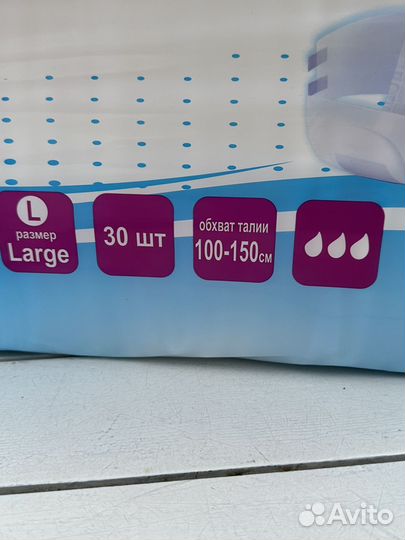 L
размер
Large
30 шт
обхват талии
100-150см
Avito